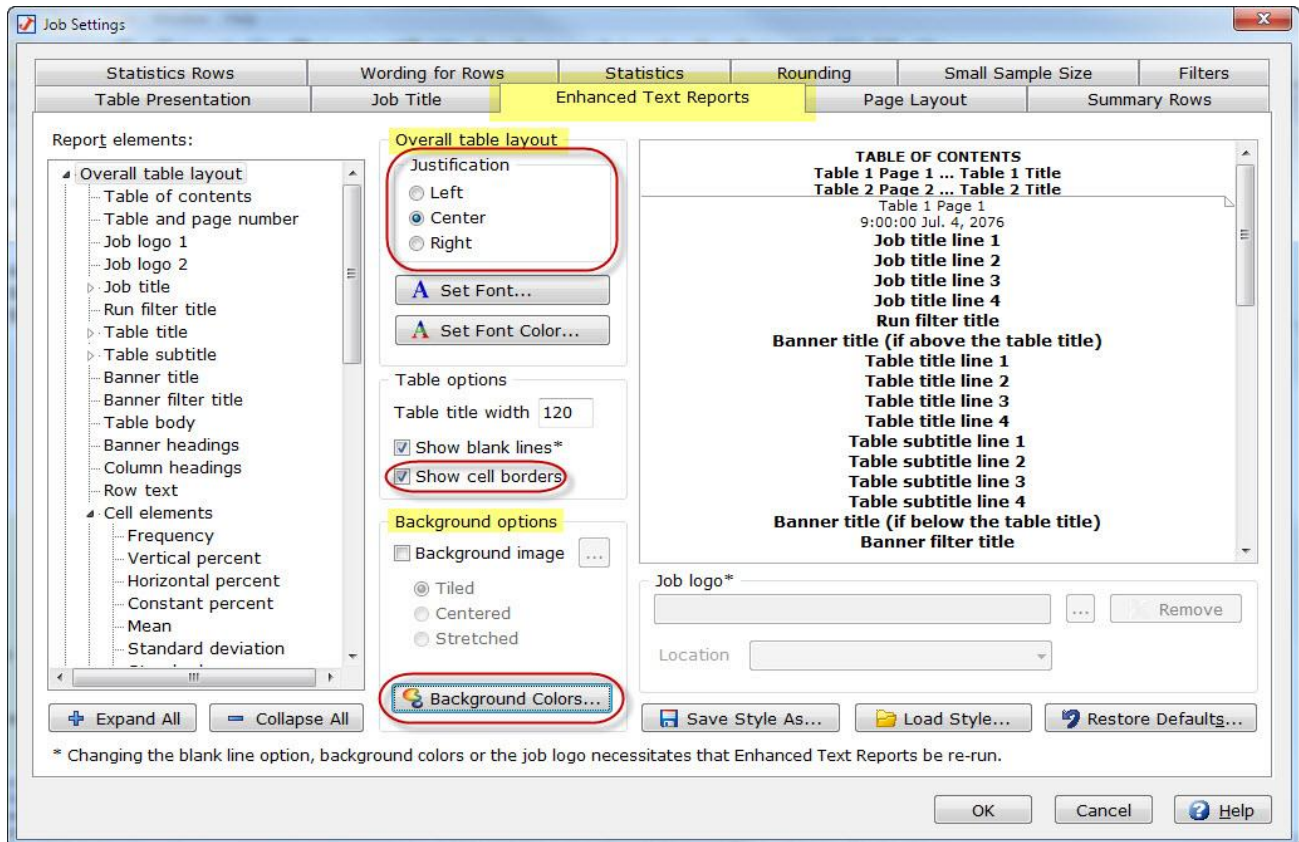 Job Settings
Statistics Rows
Wording for Rows
Statistics
Rounding
Small Sample Size
Filters
Table Presentation
Job Title
Enhanced Text Reports
Page Layout
Summary Rows
Report elements:
Overall table layout
Table of contents
Table and page number
Job logo 1
Job logo 2
Job title
Run filter title
Table title
Table subtitle
Banner title
Banner filter title
Table body
Banner headings
Column headings
Row text
Cell elements
Frequency
Vertical percent
Horizontal percent
Constant percent
Mean
Standard deviation
Expand All
Collapse All
Overall table layout
Justification
Left
Center
Right
A Set Font...
A Set Font Color...
Table options
Table title width 120
Show blank lines*
Show cell borders
Background options
Background image ...
Tiled
Centered
Stretched
Background Colors...
TABLE OF CONTENTS
Table 1 Page 1 ... Table 1 Title
Table 2 Page 2 ... Table 2 Title
Table 1 Page 1
9:00:00 Jul. 4, 2076
Job title line 1
Job title line 2
Job title line 3
Job title line 4
Run filter title
Banner title (if above the table title)
Table title line 1
Table title line 2
Table title line 3
Table title line 4
Table subtitle line 1
Table subtitle line 2
Table subtitle line 3
Table subtitle line 4
Banner title (if below the table title)
Banner filter title
Job logo*
... Remove
Location
Save Style As...
Load Style...
Restore Defaults...
* Changing the blank line option, background colors or the job logo necessitates that Enhanced Text Reports be re-run.
OK
Cancel
Help